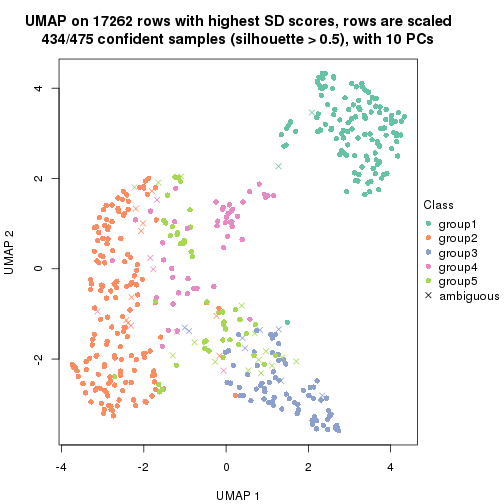 UMAP on 17262 rows with highest SD scores, rows are scaled
434/475 confident samples (silhouette > 0.5), with 10 PCs
4
2
0
-2
UMAP 2
-4
-2
0
2
4
UMAP 1
Class
group1
group2
group3
group4
group5
ambiguous